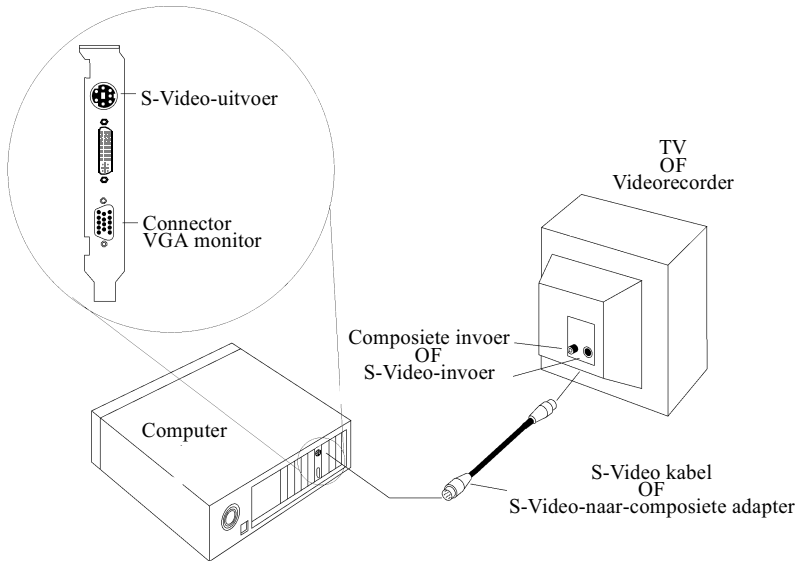 S-Video-uitvoer
Connector
VGA monitor
TV
OF
Videorecorder
Composiete invoer
OF
S-Video-invoer
Computer
S-Video kabel
OF
S-Video-naar-composiete adapter